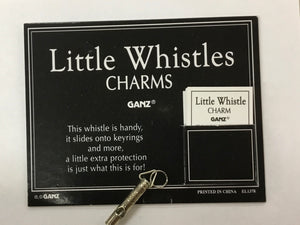 Little Whistles
CHARMS
GANZ®
This whistle is handy,
it slides onto keyrings
and more,
a little extra protection
is just what this is for!
Little Whistle
CHARM
GANZ®
GANZ
PRINTED IN CHINA